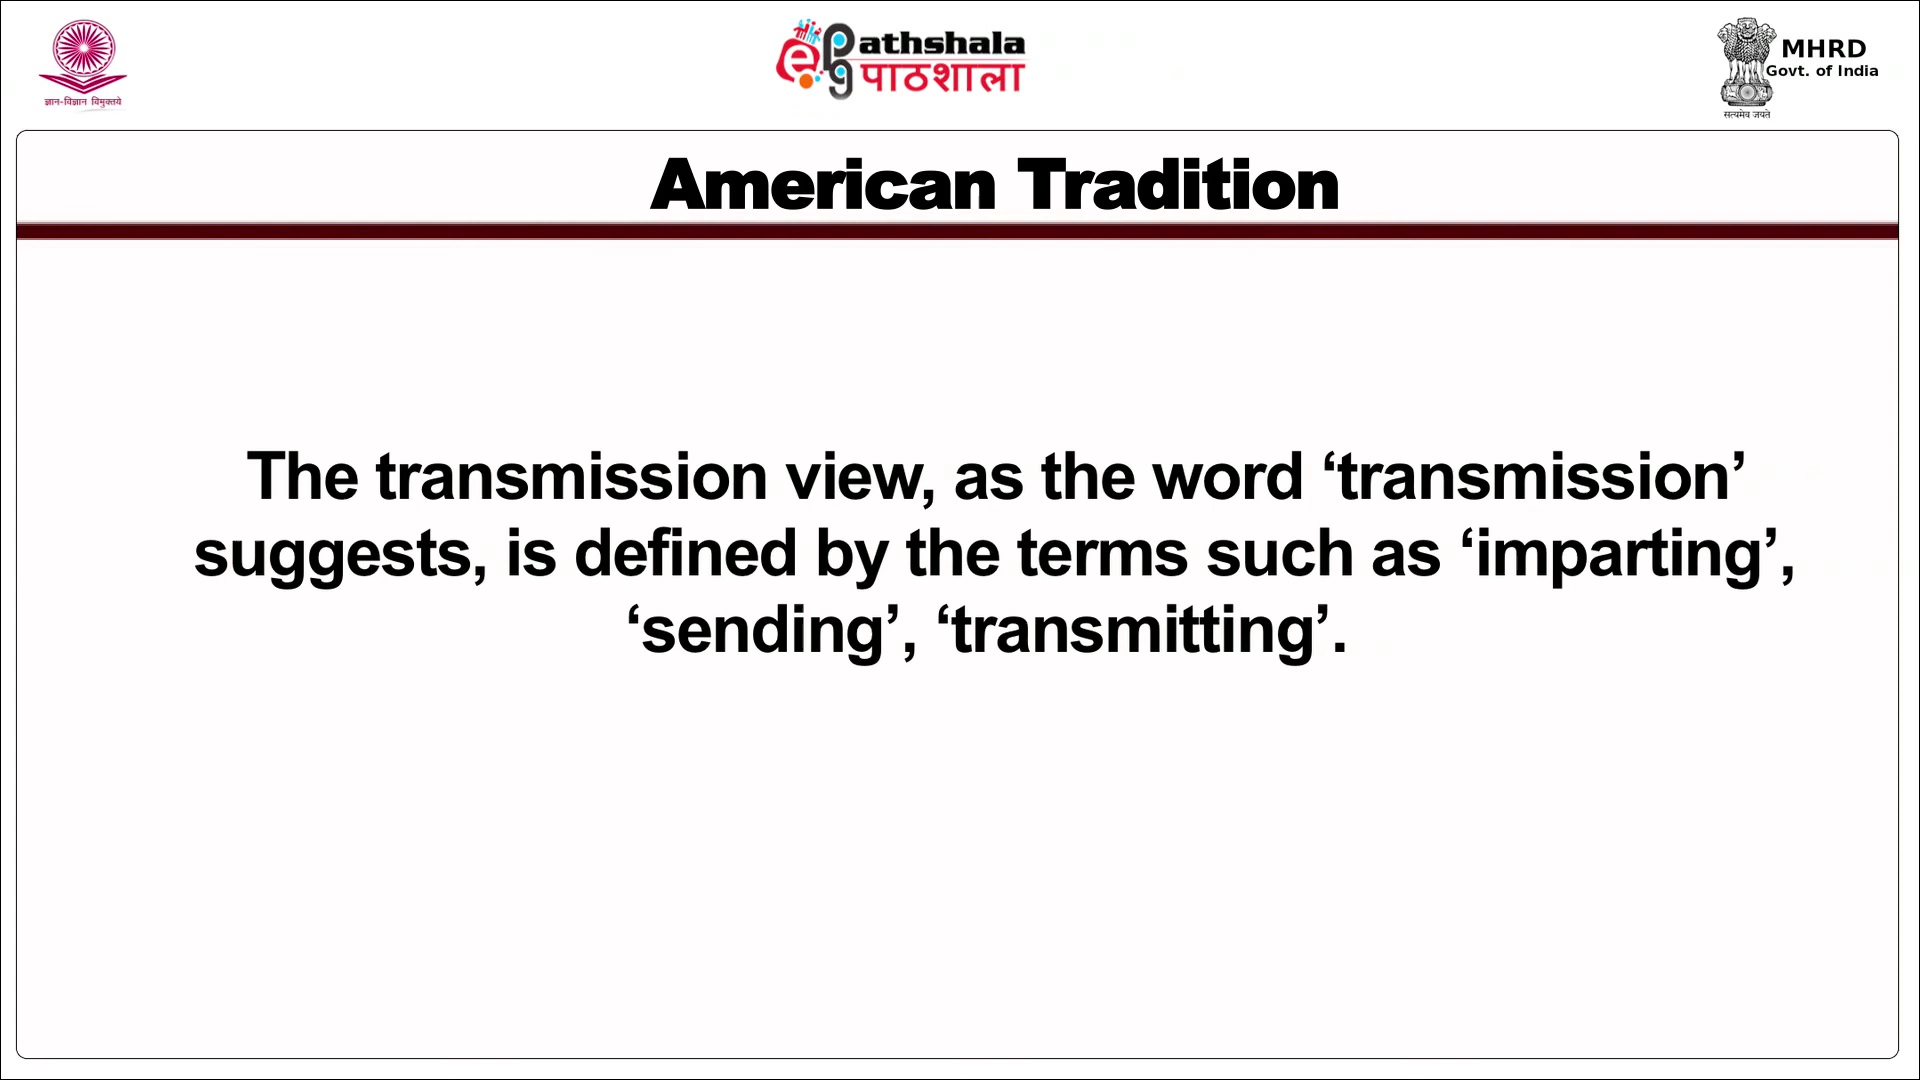 ज्ञान-विज्ञान विमुक्तये
ePG athshala
पाठशाला
MHRD
Govt. of India
सत्यमेव जयते
American Tradition
The transmission view, as the word ‘transmission’
suggests, is defined by the terms such as ‘imparting’,
‘sending’, ‘transmitting’.